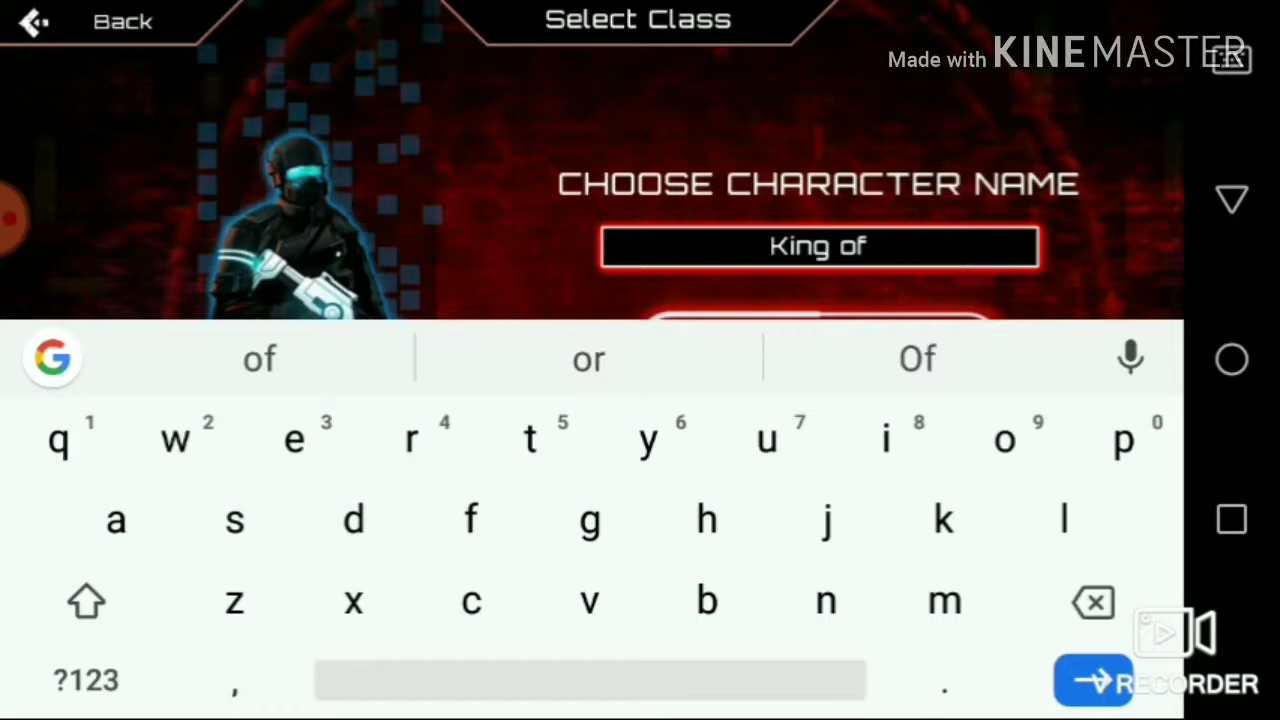 Back
Select Class
Made with KINEMASTER
CHOOSE CHARACTER NAME
King of
G of or Of
q 1 w 2 e 3 r 4 t 5 y 6 u 7 i 8 o 9 p 0
a s d f g h j k l
z x c v b n m
?123 , .
V RECORDER